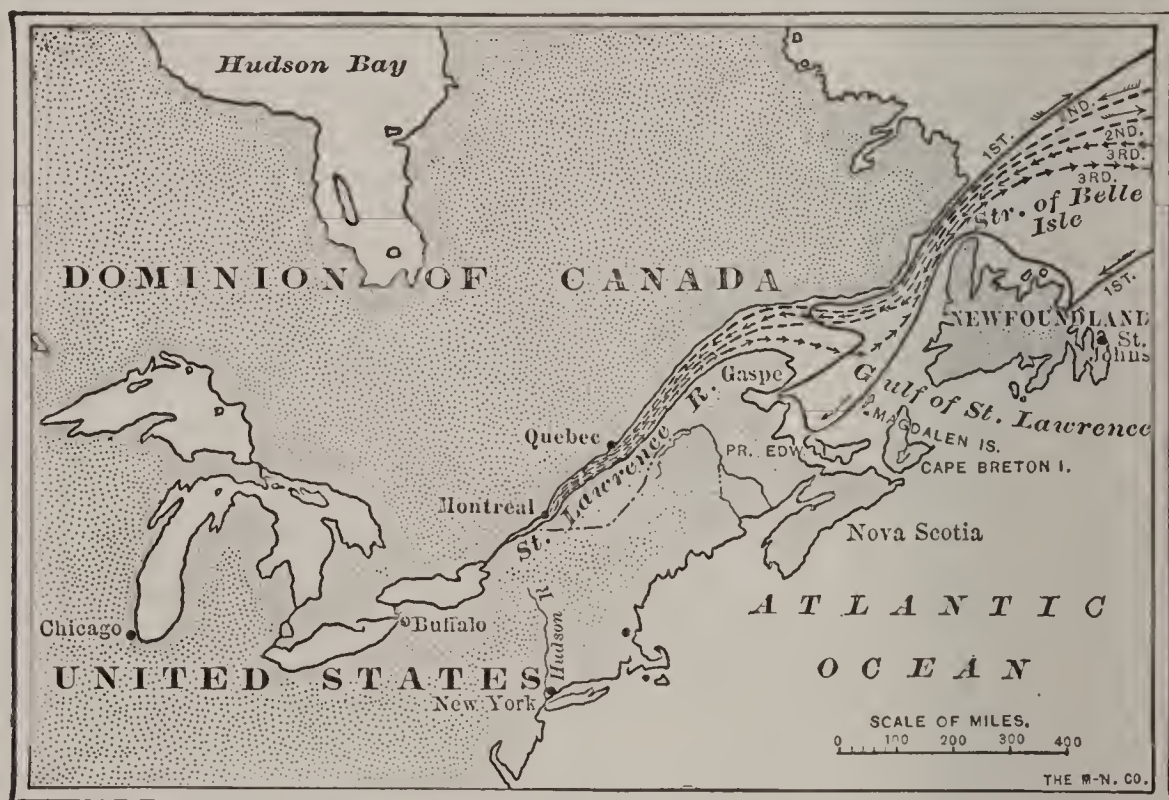 Hudson Bay
1ST.
2ND.
2ND.
3RD.
3RD.
Str. of Belle
Isle
DOMINION OF CANADA
1ST.
NEWFOUNDLAND
St.
Johns
Gaspe
Gulf of St. Lawrence
MAGDALEN IS.
Quebec
PR. EDW.
CAPE BRETON I.
Montreal
St. Lawrence R.
Nova Scotia
ATLANTIC
OCEAN
Hudson R
Chicago
Buffalo
UNITED STATES
New York
SCALE OF MILES.
0 100 200 300 400
THE M-N. CO.